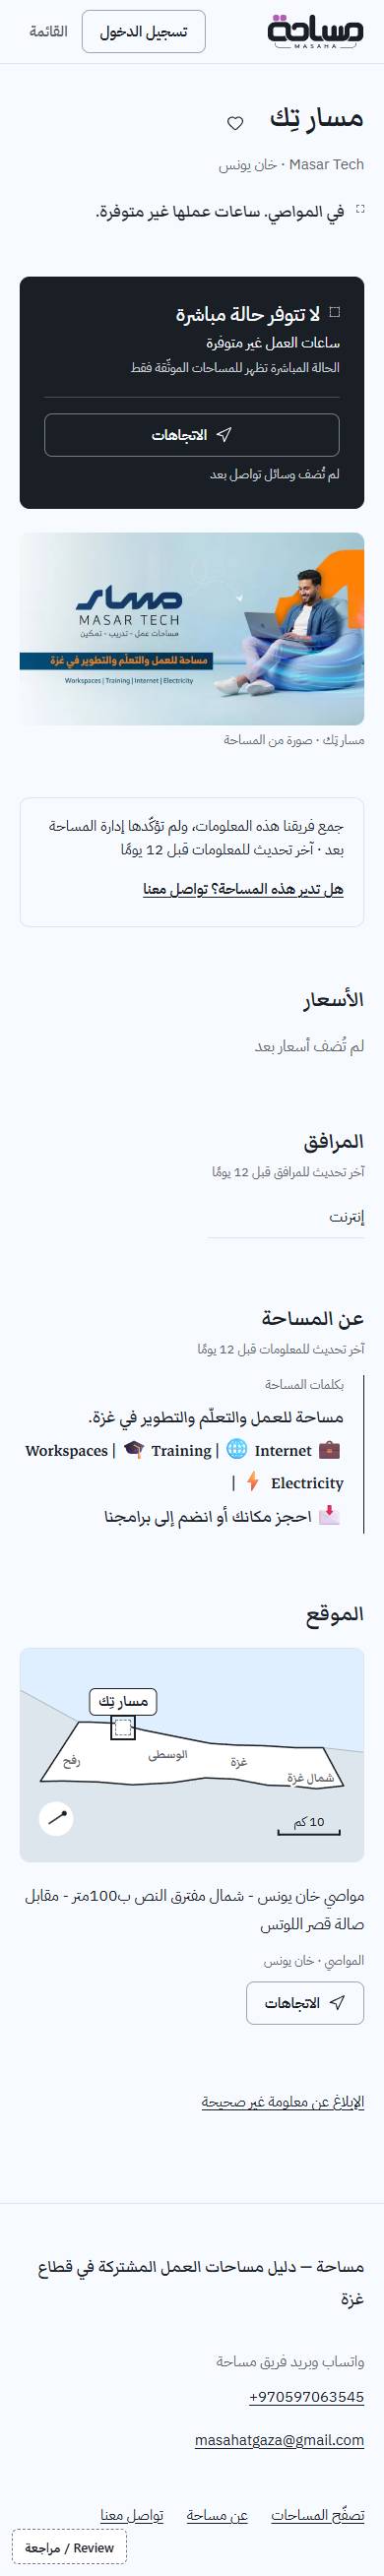 مساحة
MASAHA
تسجيل الدخول
القائمة
مسار تِك
Masar Tech · خان يونس
في المواصي. ساعات عملها غير متوفرة.
لا تتوفر حالة مباشرة
ساعات العمل غير متوفرة
الحالة المباشرة تظهر للمساحات الموثّقة فقط
الاتجاهات
لم تُضف وسائل تواصل بعد
مسار
MASAR TECH
مساحات عمل - تدريب - تمكين
مساحة للعمل والتعلّم والتطوير في غزة
Workspaces | Training | Internet | Electricity
مسار تِك · صورة من المساحة
جمع فريقنا هذه المعلومات، ولم تؤكّدها إدارة المساحة
بعد · آخر تحديث للمعلومات قبل 12 يومًا
هل تدير هذه المساحة؟ تواصل معنا
الأسعار
لم تُضف أسعار بعد
المرافق
آخر تحديث للمرافق قبل 12 يومًا
إنترنت
عن المساحة
آخر تحديث للمعلومات قبل 12 يومًا
بكلمات المساحة
مساحة للعمل والتعلّم والتطوير في غزة.
Workspaces | 🎓 Training | 🌐 Internet 💼
| ⚡ Electricity
📩 احجز مكانك أو انضم إلى برامجنا
الموقع
مسار تِك
رفح
الوسطى
غزة
شمال غزة
10 كم
مواصي خان يونس - شمال مفترق النص ب100متر - مقابل
صالة قصر اللوتس
المواصي · خان يونس
الاتجاهات
الإبلاغ عن معلومة غير صحيحة
مساحة — دليل مساحات العمل المشتركة في قطاع
غزة
واتساب وبريد فريق مساحة
+970597063545
masahatgaza@gmail.com
تصفّح المساحات
عن مساحة
تواصل معنا
Review / مراجعة